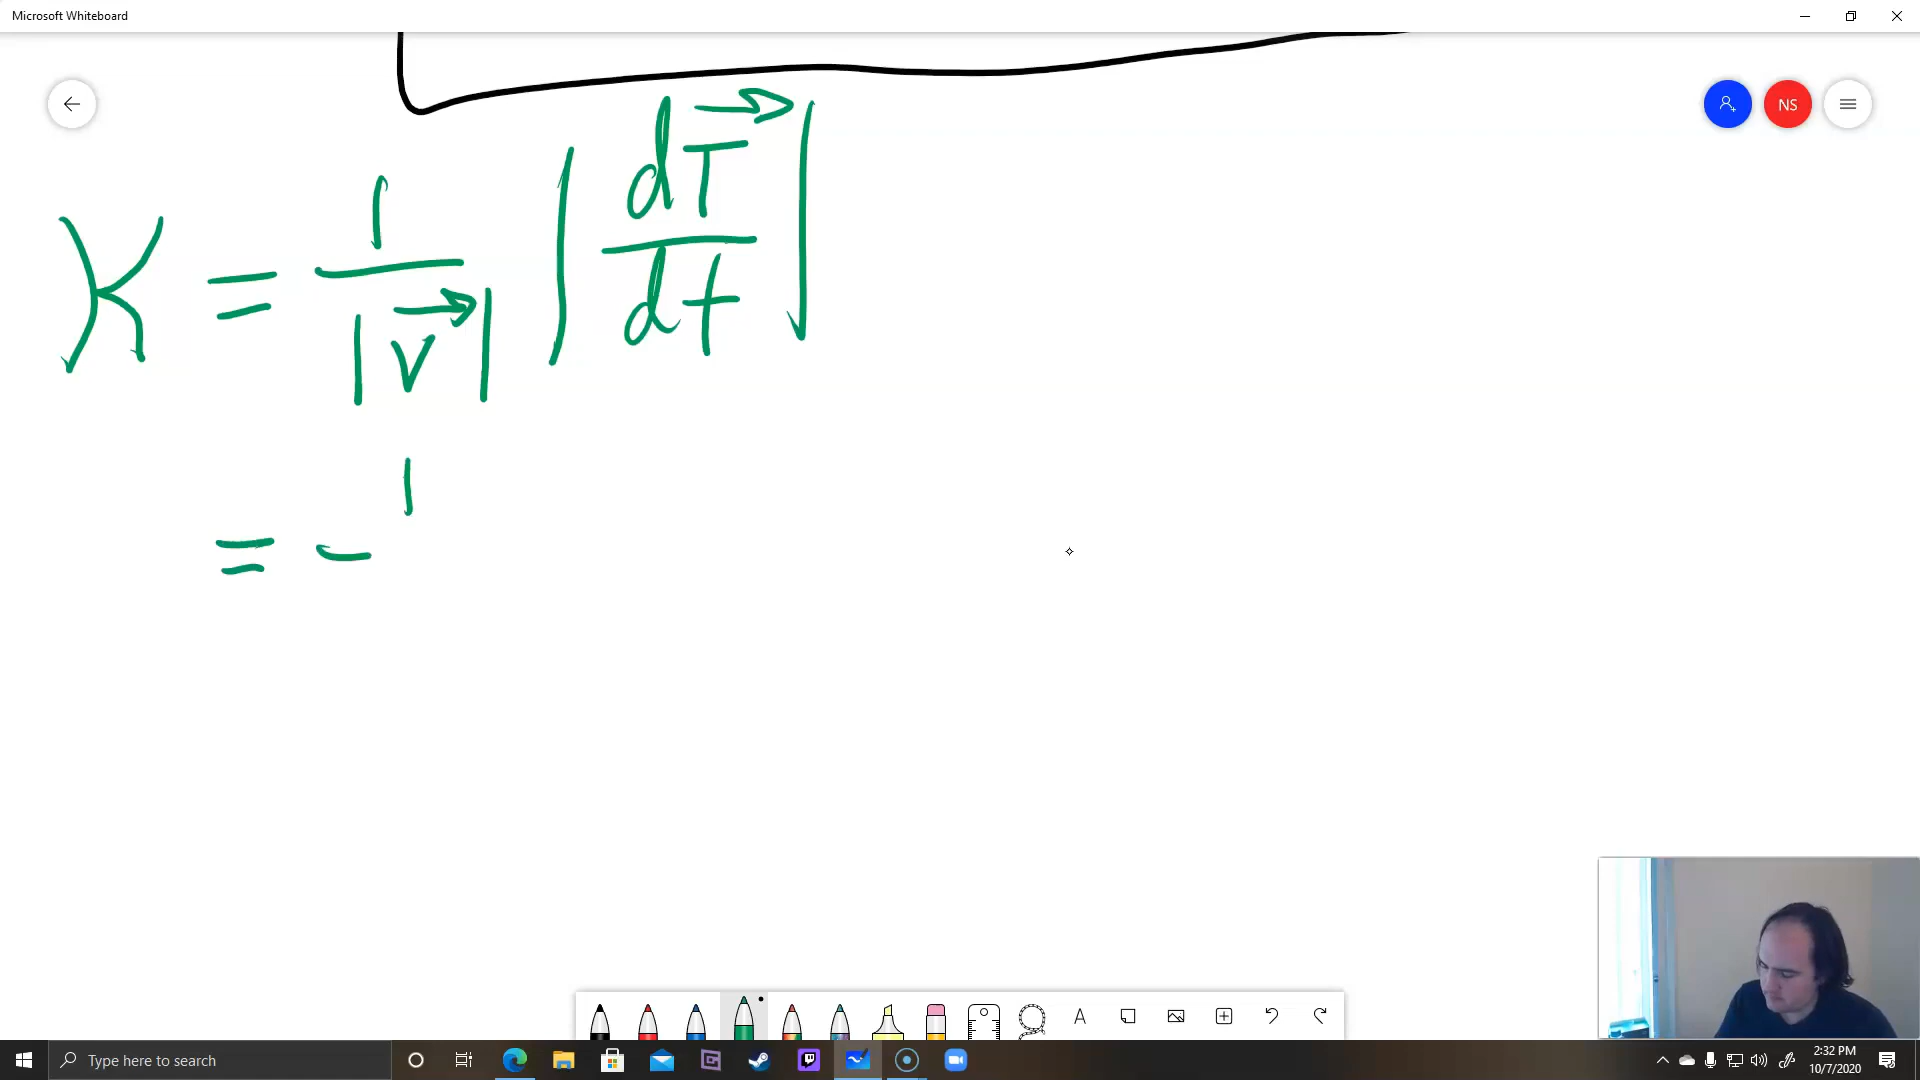 Microsoft Whiteboard
NS
K = 1/|v⃗| |dT⃗/dt|
= - 1
A
Type here to search
2:32 PM
10/7/2020